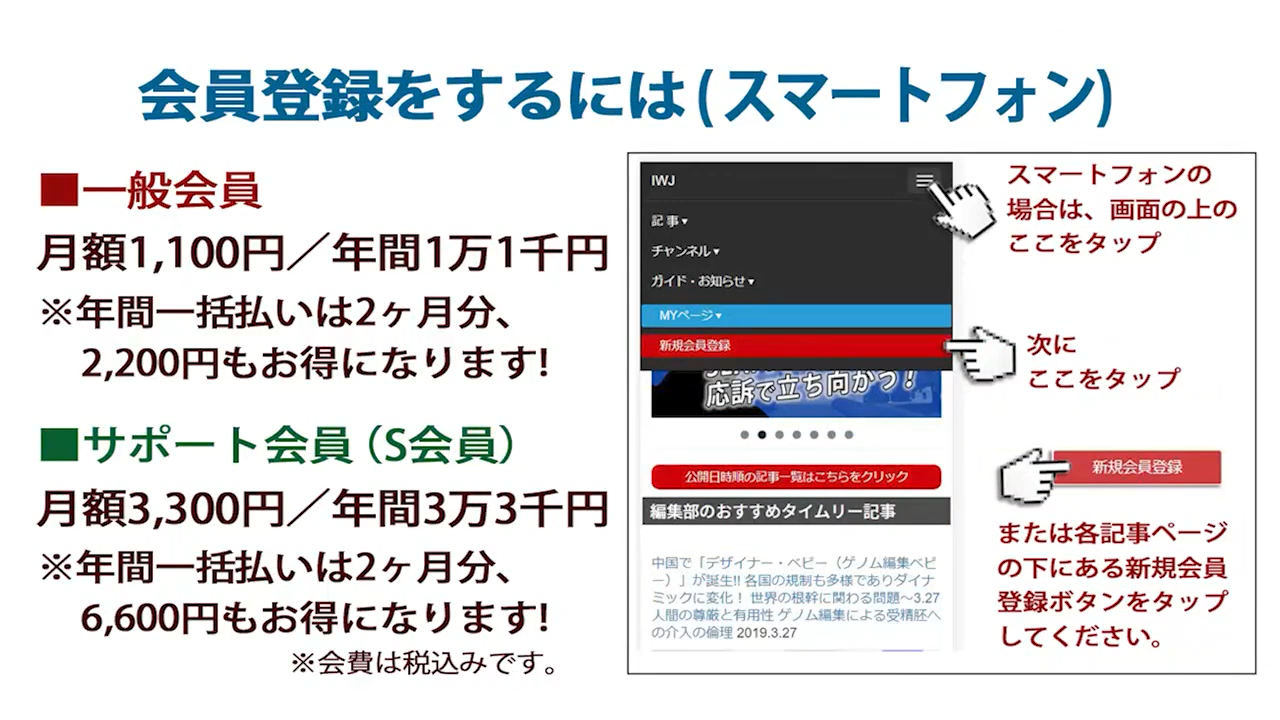 会員登録をするには(スマートフォン)
■一般会員
月額1,100円／年間1万1千円
※年間一括払いは2ヶ月分、
2,200円もお得になります!
■サポート会員（S会員）
月額3,300円／年間3万3千円
※年間一括払いは2ヶ月分、
6,600円もお得になります!
※会費は税込みです。
IWJ
記事▾
チャンネル▾
ガイド・お知らせ▾
MYページ▾
新規会員登録
応訴で立ち向かう！
公開日時順の記事一覧はこちらをクリック
編集部のおすすめタイムリー記事
中国で「デザイナー・ベビー（ゲノム編集ベビ
ー）」が誕生!! 各国の規制も多様でありダイナ
ミックに変化！ 世界の根幹に関わる問題～3.27
人間の尊厳と有用性 ゲノム編集による受精胚へ
の介入の倫理 2019.3.27
スマートフォンの
場合は、画面の上の
ここをタップ
次に
ここをタップ
新規会員登録
または各記事ページ
の下にある新規会員
登録ボタンをタップ
してください。